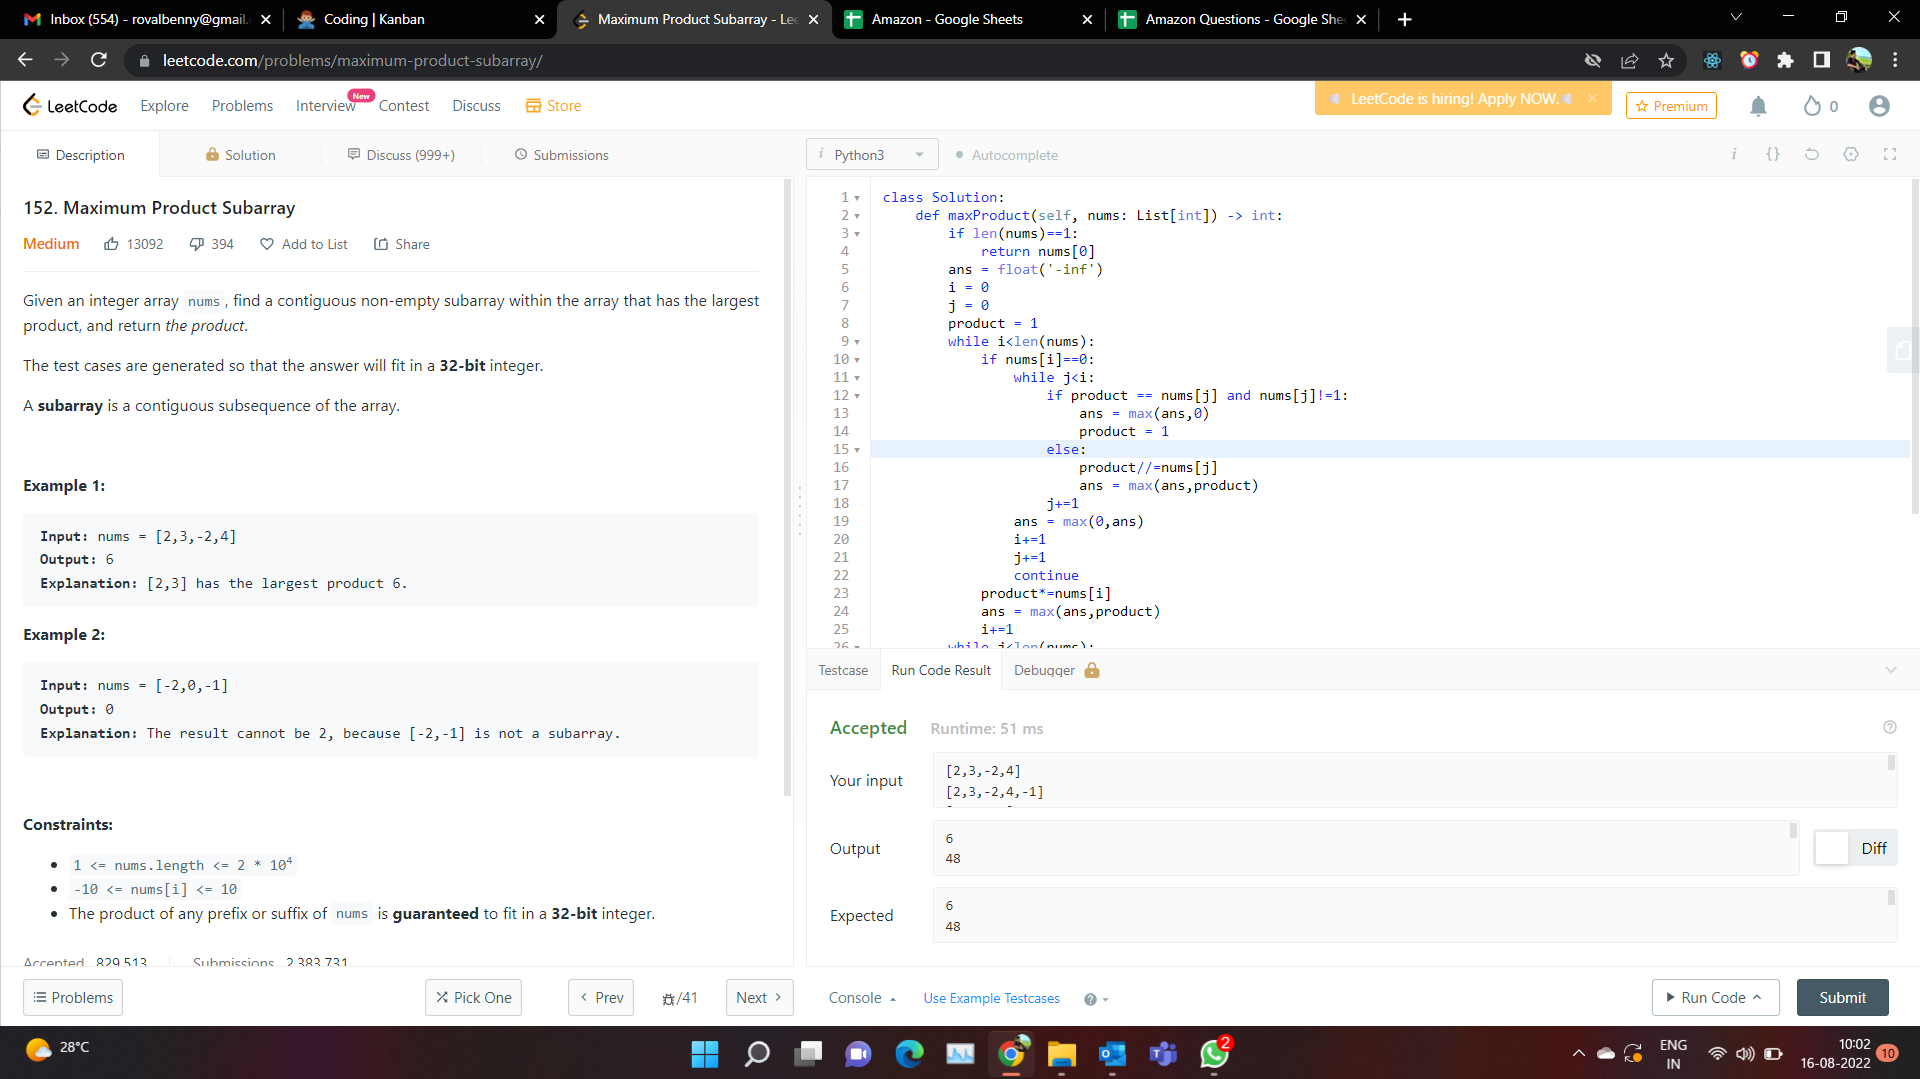 Inbox (554) - rovalbenny@gmail.
Coding | Kanban
Maximum Product Subarray - Lee
Amazon - Google Sheets
Amazon Questions - Google She
leetcode.com/problems/maximum-product-subarray/
LeetCode
Explore
Problems
Interview
New
Contest
Discuss
Store
LeetCode is hiring! Apply NOW.
Premium
0
Description
Solution
Discuss (999+)
Submissions
152. Maximum Product Subarray
Medium
13092
394
Add to List
Share
Given an integer array nums , find a contiguous non-empty subarray within the array that has the largest
product, and return the product.
The test cases are generated so that the answer will fit in a 32-bit integer.
A subarray is a contiguous subsequence of the array.
Example 1:
Input: nums = [2,3,-2,4]
Output: 6
Explanation: [2,3] has the largest product 6.
Example 2:
Input: nums = [-2,0,-1]
Output: 0
Explanation: The result cannot be 2, because [-2,-1] is not a subarray.
Constraints:
1 <= nums.length <= 2 * 10⁴
-10 <= nums[i] <= 10
The product of any prefix or suffix of nums is guaranteed to fit in a 32-bit integer.
Accepted 829,513
Submissions 2,383,731
Problems
Pick One
Prev
/41
Next
i Python3
Autocomplete
i {}
1 class Solution:
2 def maxProduct(self, nums: List[int]) -> int:
3 if len(nums)==1:
4 return nums[0]
5 ans = float('-inf')
6 i = 0
7 j = 0
8 product = 1
9 while i<len(nums):
10 if nums[i]==0:
11 while j<i:
12 if product == nums[j] and nums[j]!=1:
13 ans = max(ans,0)
14 product = 1
15 else:
16 product//=nums[j]
17 ans = max(ans,product)
18 j+=1
19 ans = max(0,ans)
20 i+=1
21 j+=1
22 continue
23 product*=nums[i]
24 ans = max(ans,product)
25 i+=1
26 while j<len(nums):
Testcase
Run Code Result
Debugger
Accepted
Runtime: 51 ms
Your input
[2,3,-2,4]
[2,3,-2,4,-1]
Output
6
48
Diff
Expected
6
48
Console
Use Example Testcases
Run Code
Submit
28°C
2
ENG
IN
10:02
16-08-2022
10